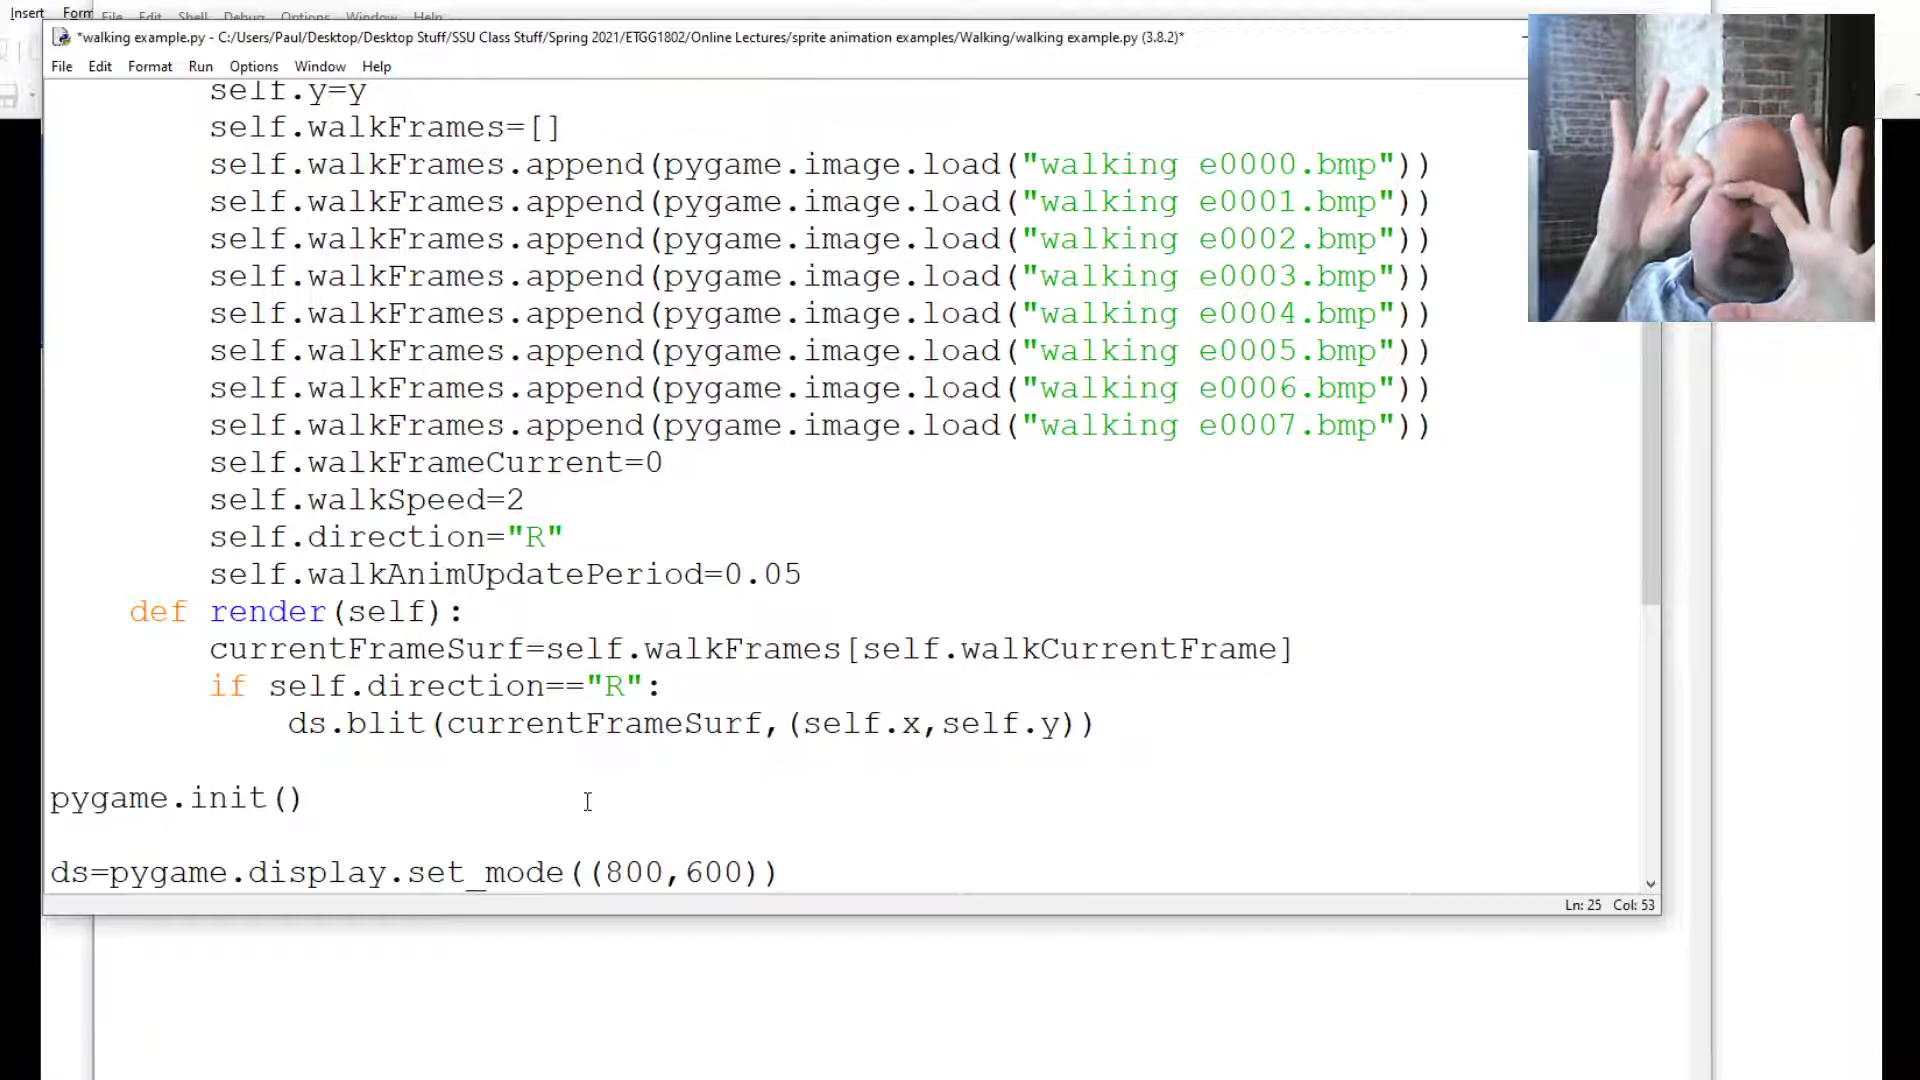 Insert Form File Edit Shell Debug Options Window Help
*walking example.py - C:/Users/Paul/Desktop/Desktop Stuff/SSU Class Stuff/Spring 2021/ETGG1802/Online Lectures/sprite animation examples/Walking/walking example.py (3.8.2)*
File Edit Format Run Options Window Help
self.y=y
self.walkFrames=[]
self.walkFrames.append(pygame.image.load("walking e0000.bmp"))
self.walkFrames.append(pygame.image.load("walking e0001.bmp"))
self.walkFrames.append(pygame.image.load("walking e0002.bmp"))
self.walkFrames.append(pygame.image.load("walking e0003.bmp"))
self.walkFrames.append(pygame.image.load("walking e0004.bmp"))
self.walkFrames.append(pygame.image.load("walking e0005.bmp"))
self.walkFrames.append(pygame.image.load("walking e0006.bmp"))
self.walkFrames.append(pygame.image.load("walking e0007.bmp"))
self.walkFrameCurrent=0
self.walkSpeed=2
self.direction="R"
self.walkAnimUpdatePeriod=0.05
def render(self):
currentFrameSurf=self.walkFrames[self.walkCurrentFrame]
if self.direction=="R":
ds.blit(currentFrameSurf,(self.x,self.y))
pygame.init()
ds=pygame.display.set_mode((800,600))
Ln: 25 Col: 53